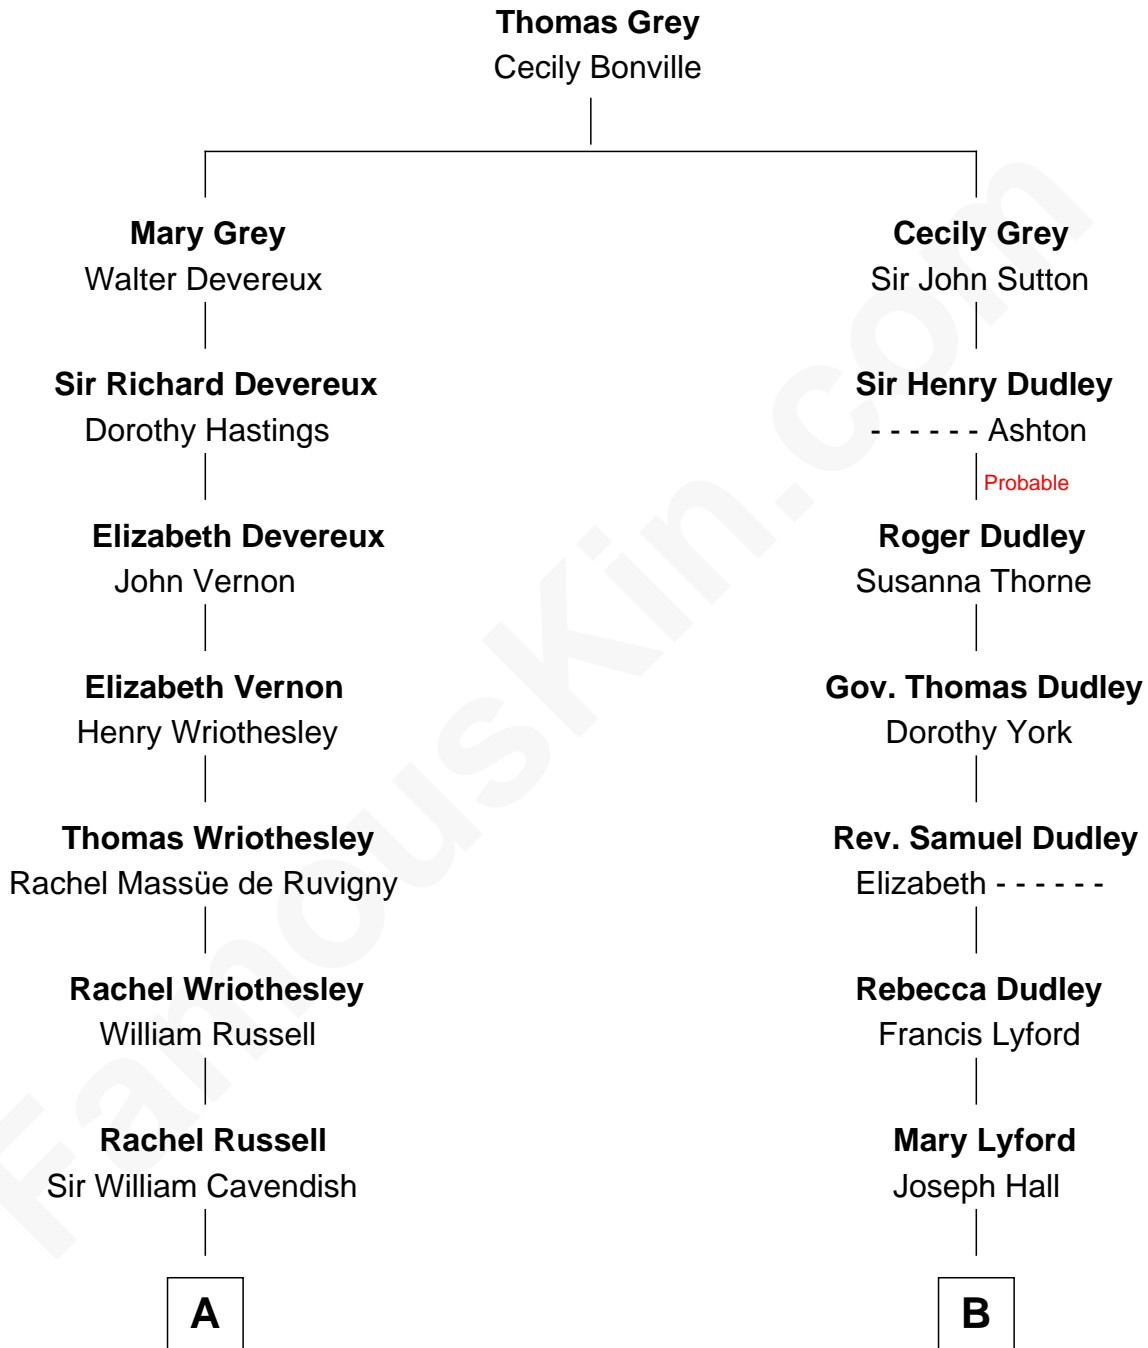 Thomas Grey
Cecily Bonville
Mary Grey
Walter Devereux
Cecily Grey
Sir John Sutton
Sir Richard Devereux
Dorothy Hastings
Sir Henry Dudley
- - - - - - Ashton
Probable
Elizabeth Devereux
John Vernon
Roger Dudley
Susanna Thorne
Elizabeth Vernon
Henry Wriothesley
Gov. Thomas Dudley
Dorothy York
Thomas Wriothesley
Rachel Massüe de Ruvigny
Rev. Samuel Dudley
Elizabeth - - - - - -
Rachel Wriothesley
William Russell
Rebecca Dudley
Francis Lyford
Rachel Russell
Sir William Cavendish
Mary Lyford
Joseph Hall
A
B
FamousKin.com